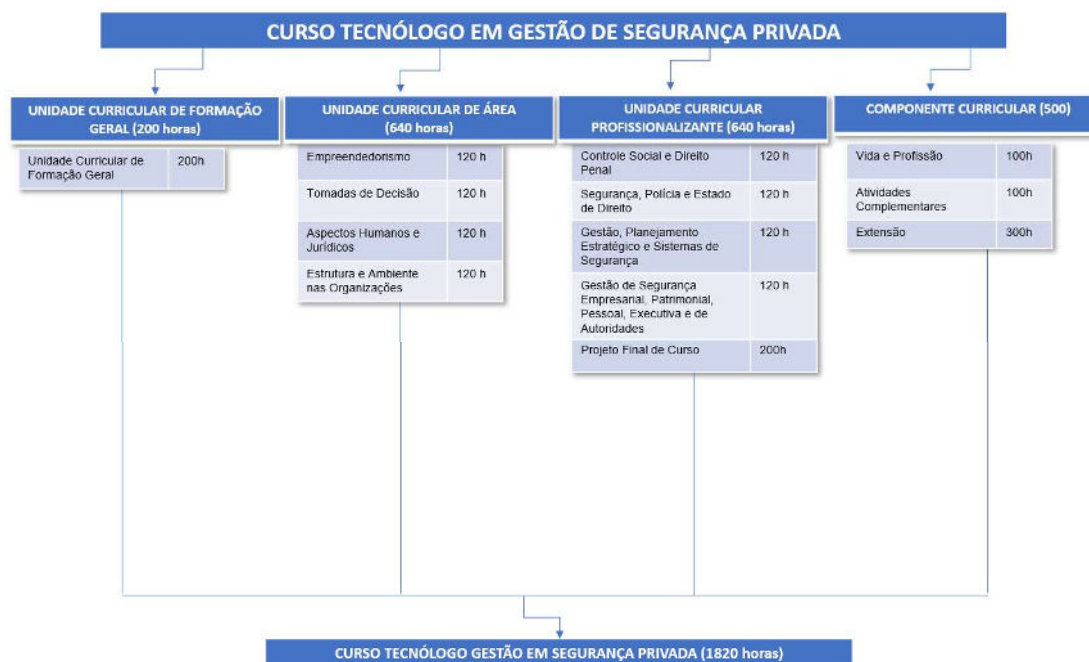 CURSO TECNÓLOGO EM GESTÃO DE SEGURANÇA PRIVADA
UNIDADE CURRICULAR DE FORMAÇÃO
GERAL (200 horas)
Unidade Curricular de 200h
Formação Geral
UNIDADE CURRICULAR DE ÁREA
(640 horas)
Empreendedorismo 120 h
Tomadas de Decisão 120 h
Aspectos Humanos e 120 h
Jurídicos
Estrutura e Ambiente 120 h
nas Organizações
UNIDADE CURRICULAR
PROFISSIONALIZANTE (640 horas)
Controle Social e Direito 120 h
Penal
Segurança, Polícia e Estado 120 h
de Direito
Gestão, Planejamento 120 h
Estratégico e Sistemas de
Segurança
Gestão de Segurança 120 h
Empresarial, Patrimonial,
Pessoal, Executiva e de
Autoridades
Projeto Final de Curso 200h
COMPONENTE CURRICULAR (500)
Vida e Profissão 100h
Atividades 100h
Complementares
Extensão 300h
CURSO TECNÓLOGO GESTÃO EM SEGURANÇA PRIVADA (1820 horas)